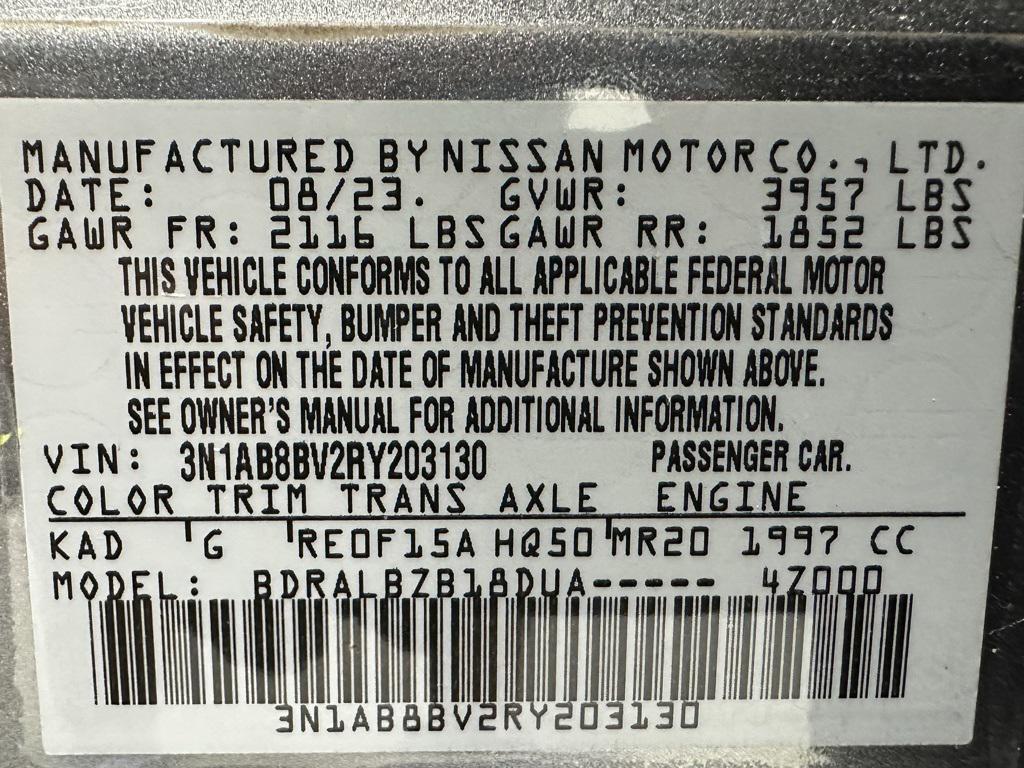 MANUFACTURED BY NISSAN MOTOR CO., LTD.
DATE: 08/23. GVWR: 3957 LBS
GAWR FR: 2116 LBS GAWR RR: 1852 LBS
THIS VEHICLE CONFORMS TO ALL APPLICABLE FEDERAL MOTOR
VEHICLE SAFETY, BUMPER AND THEFT PREVENTION STANDARDS
IN EFFECT ON THE DATE OF MANUFACTURE SHOWN ABOVE.
SEE OWNER'S MANUAL FOR ADDITIONAL INFORMATION.
VIN: 3N1AB8BV2RY203130 PASSENGER CAR.
COLOR TRIM TRANS AXLE ENGINE
KAD G RE0F15A HQ50 MR20 1997 CC
MODEL: BDRALBZB18DUA----- 4Z000
3N1AB8BV2RY203130